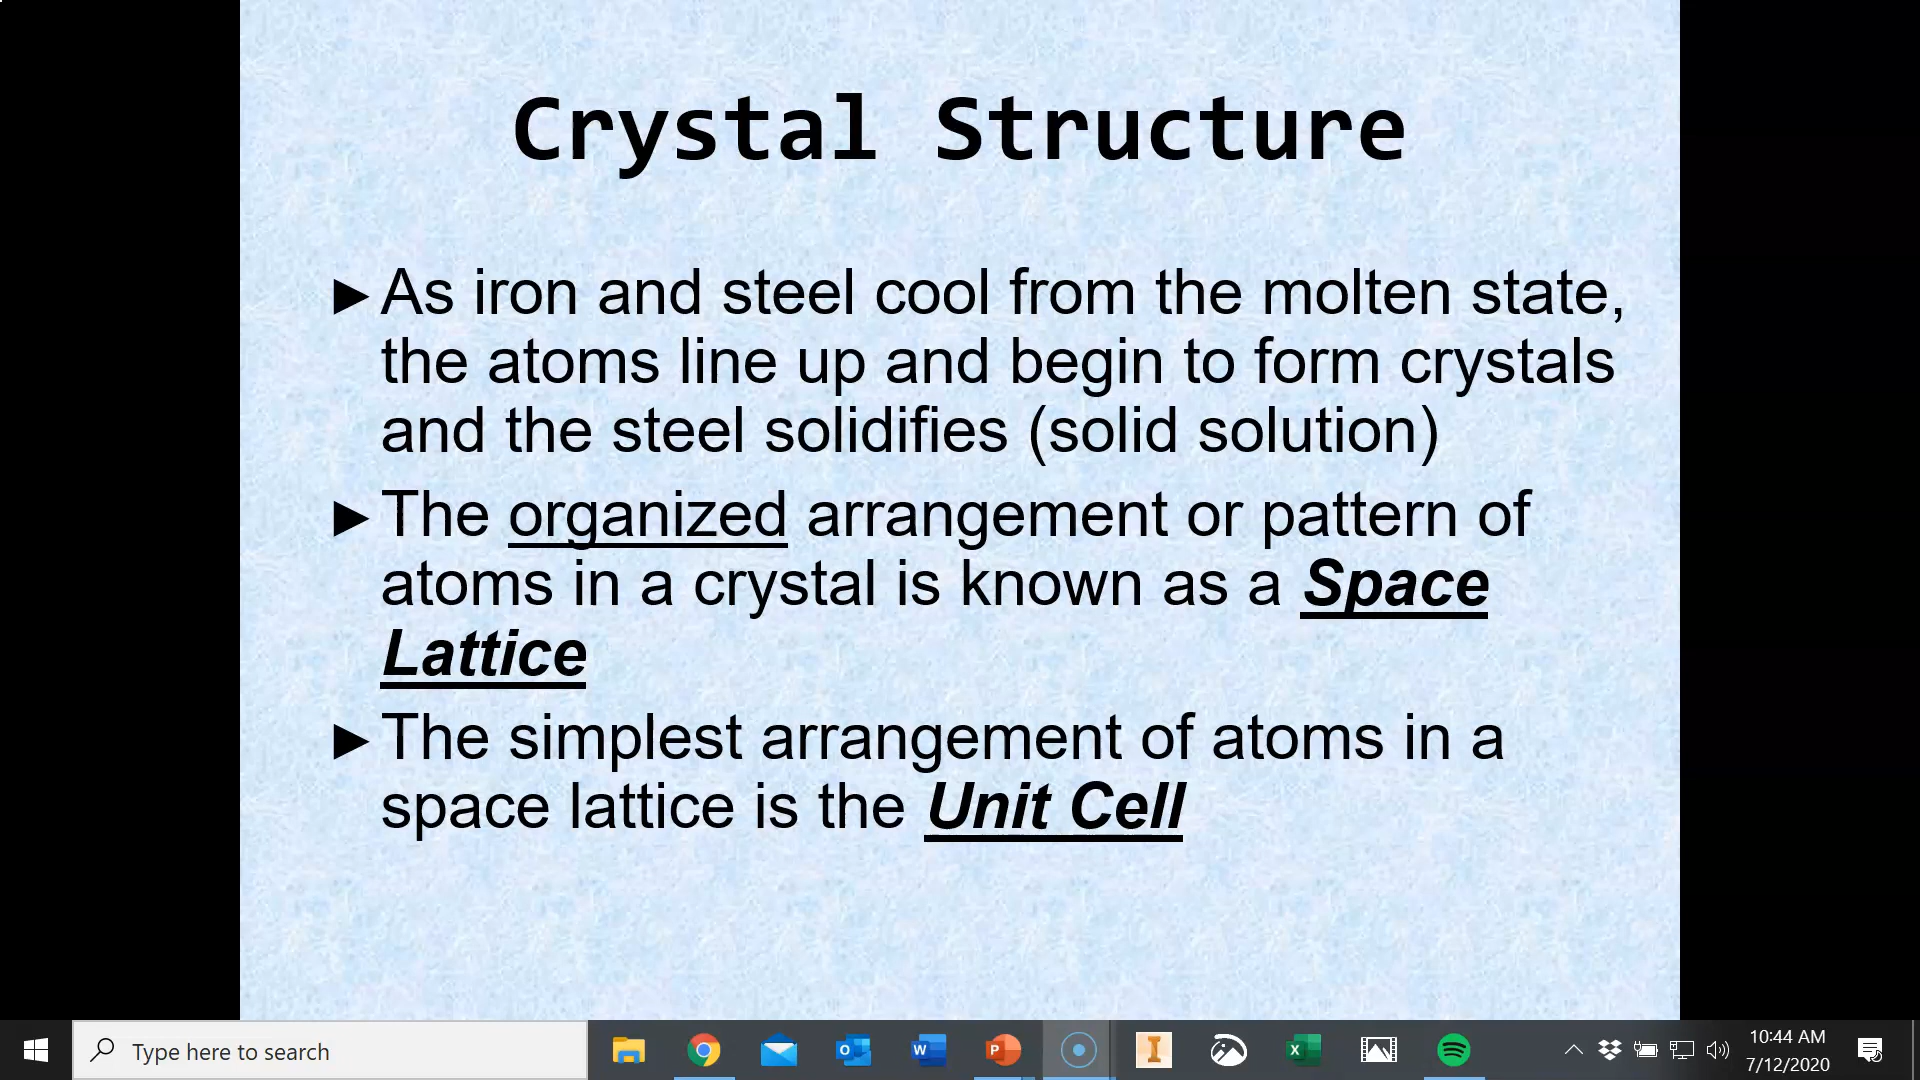 Crystal Structure
►As iron and steel cool from the molten state,
the atoms line up and begin to form crystals
and the steel solidifies (solid solution)
►The organized arrangement or pattern of
atoms in a crystal is known as a Space
Lattice
►The simplest arrangement of atoms in a
space lattice is the Unit Cell
Type here to search
10:44 AM
7/12/2020